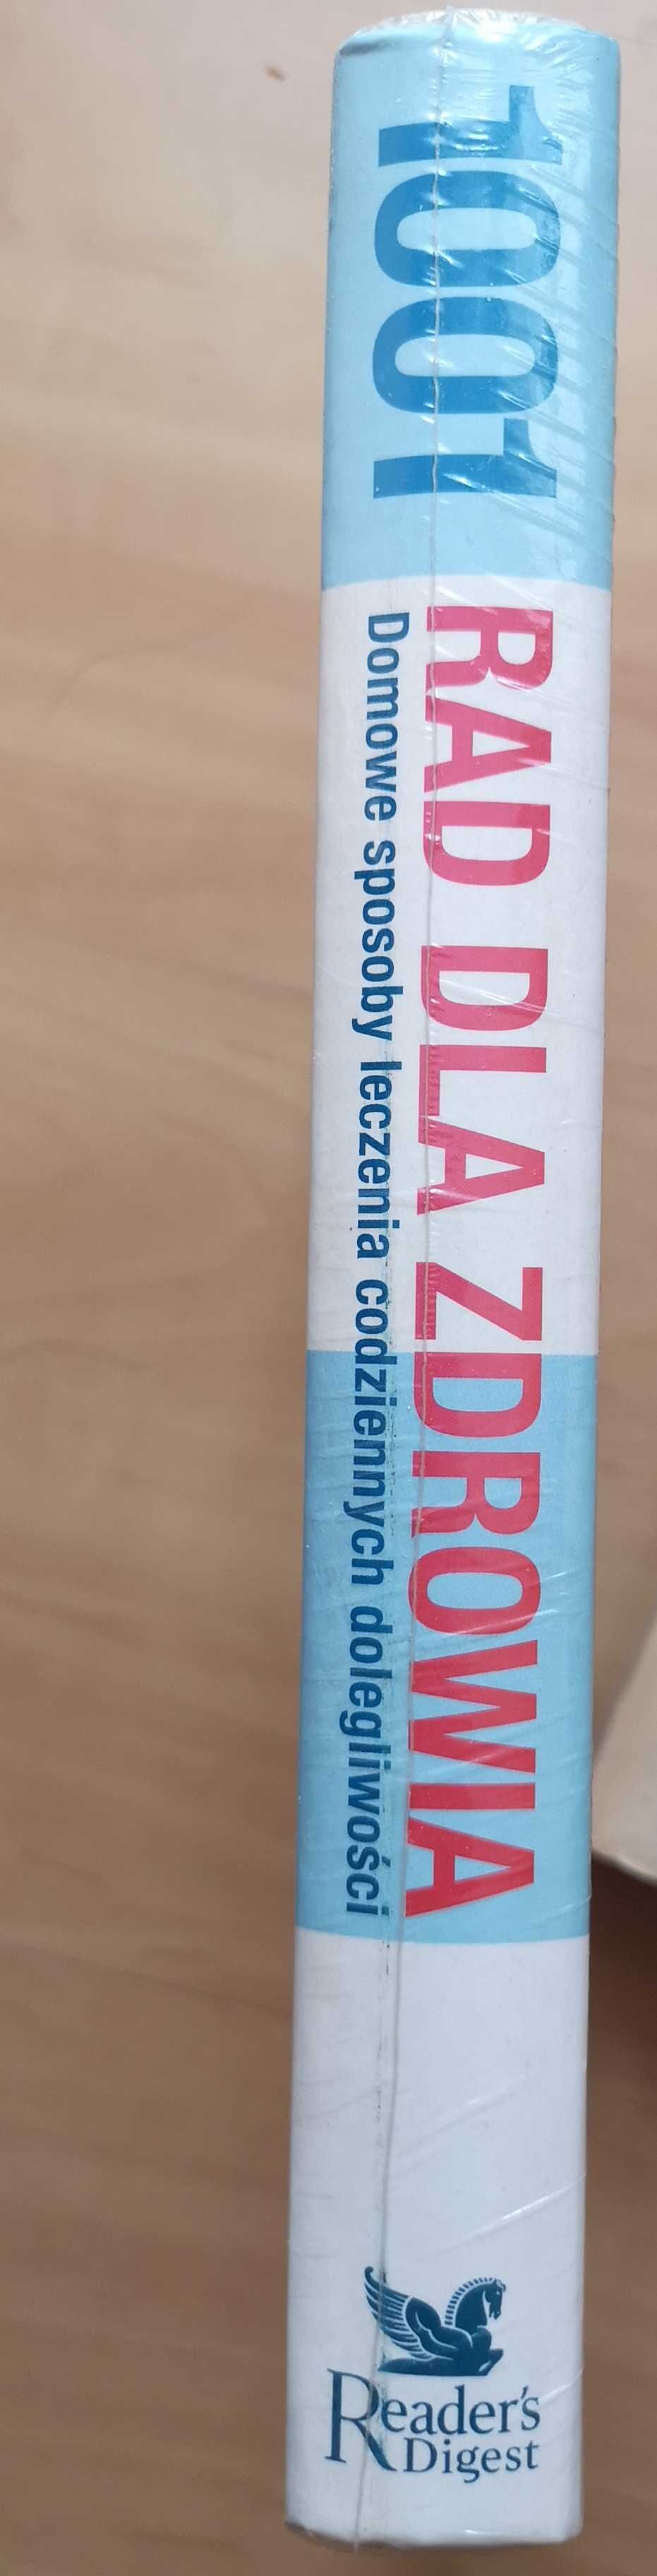 1001
RAD DLA ZDROWIA
Domowe sposoby leczenia codziennych dolegliwości
Reader's
Digest